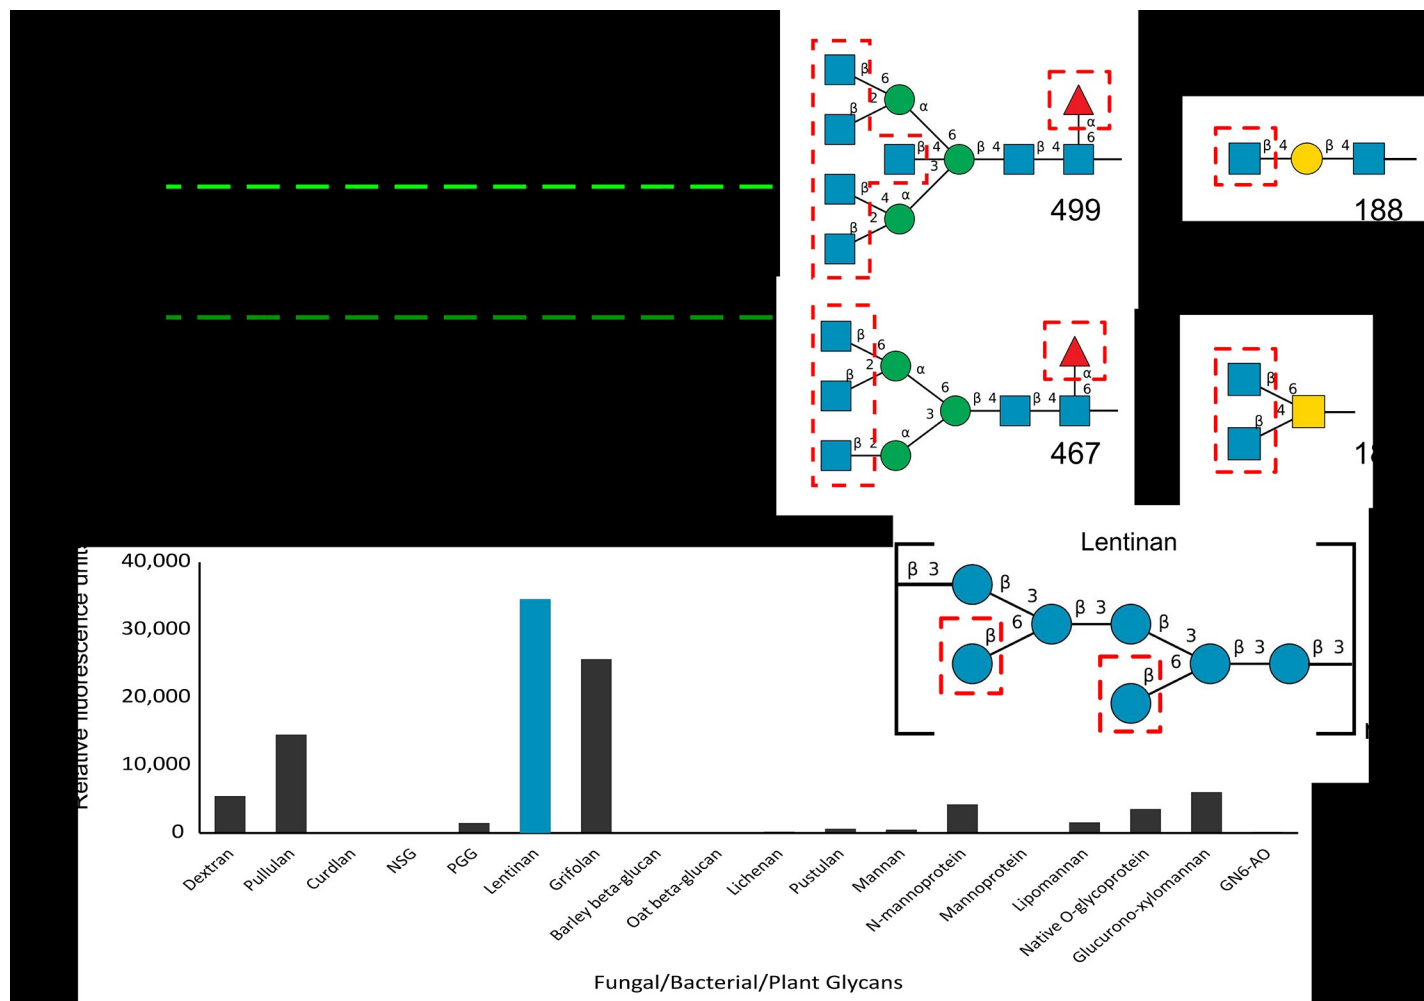 β 6
β 2 α
6
β 4 β 4 β 4
3
β 4 α
β 2
α
6
499
β 4 β 4
188
β 6
β 2 α
6
β 4 β 4
3
β 2 α
α
6
467
β 6
β 4
Lentinan
β 3 β 3 β 3 β 3 β 3 β 3
β 6
β 6
Relative fluorescence
40,000
30,000
20,000
10,000
0
Dextran
Pullulan
Curdlan
NSG
PGG
Lentinan
Grifolan
Barley beta-glucan
Oat beta-glucan
Lichenan
Pustulan
Mannan
N-mannoprotein
Mannoprotein
Lipomannan
Native O-glycoprotein
Glucurono-xylomannan
GN6-AO
Fungal/Bacterial/Plant Glycans